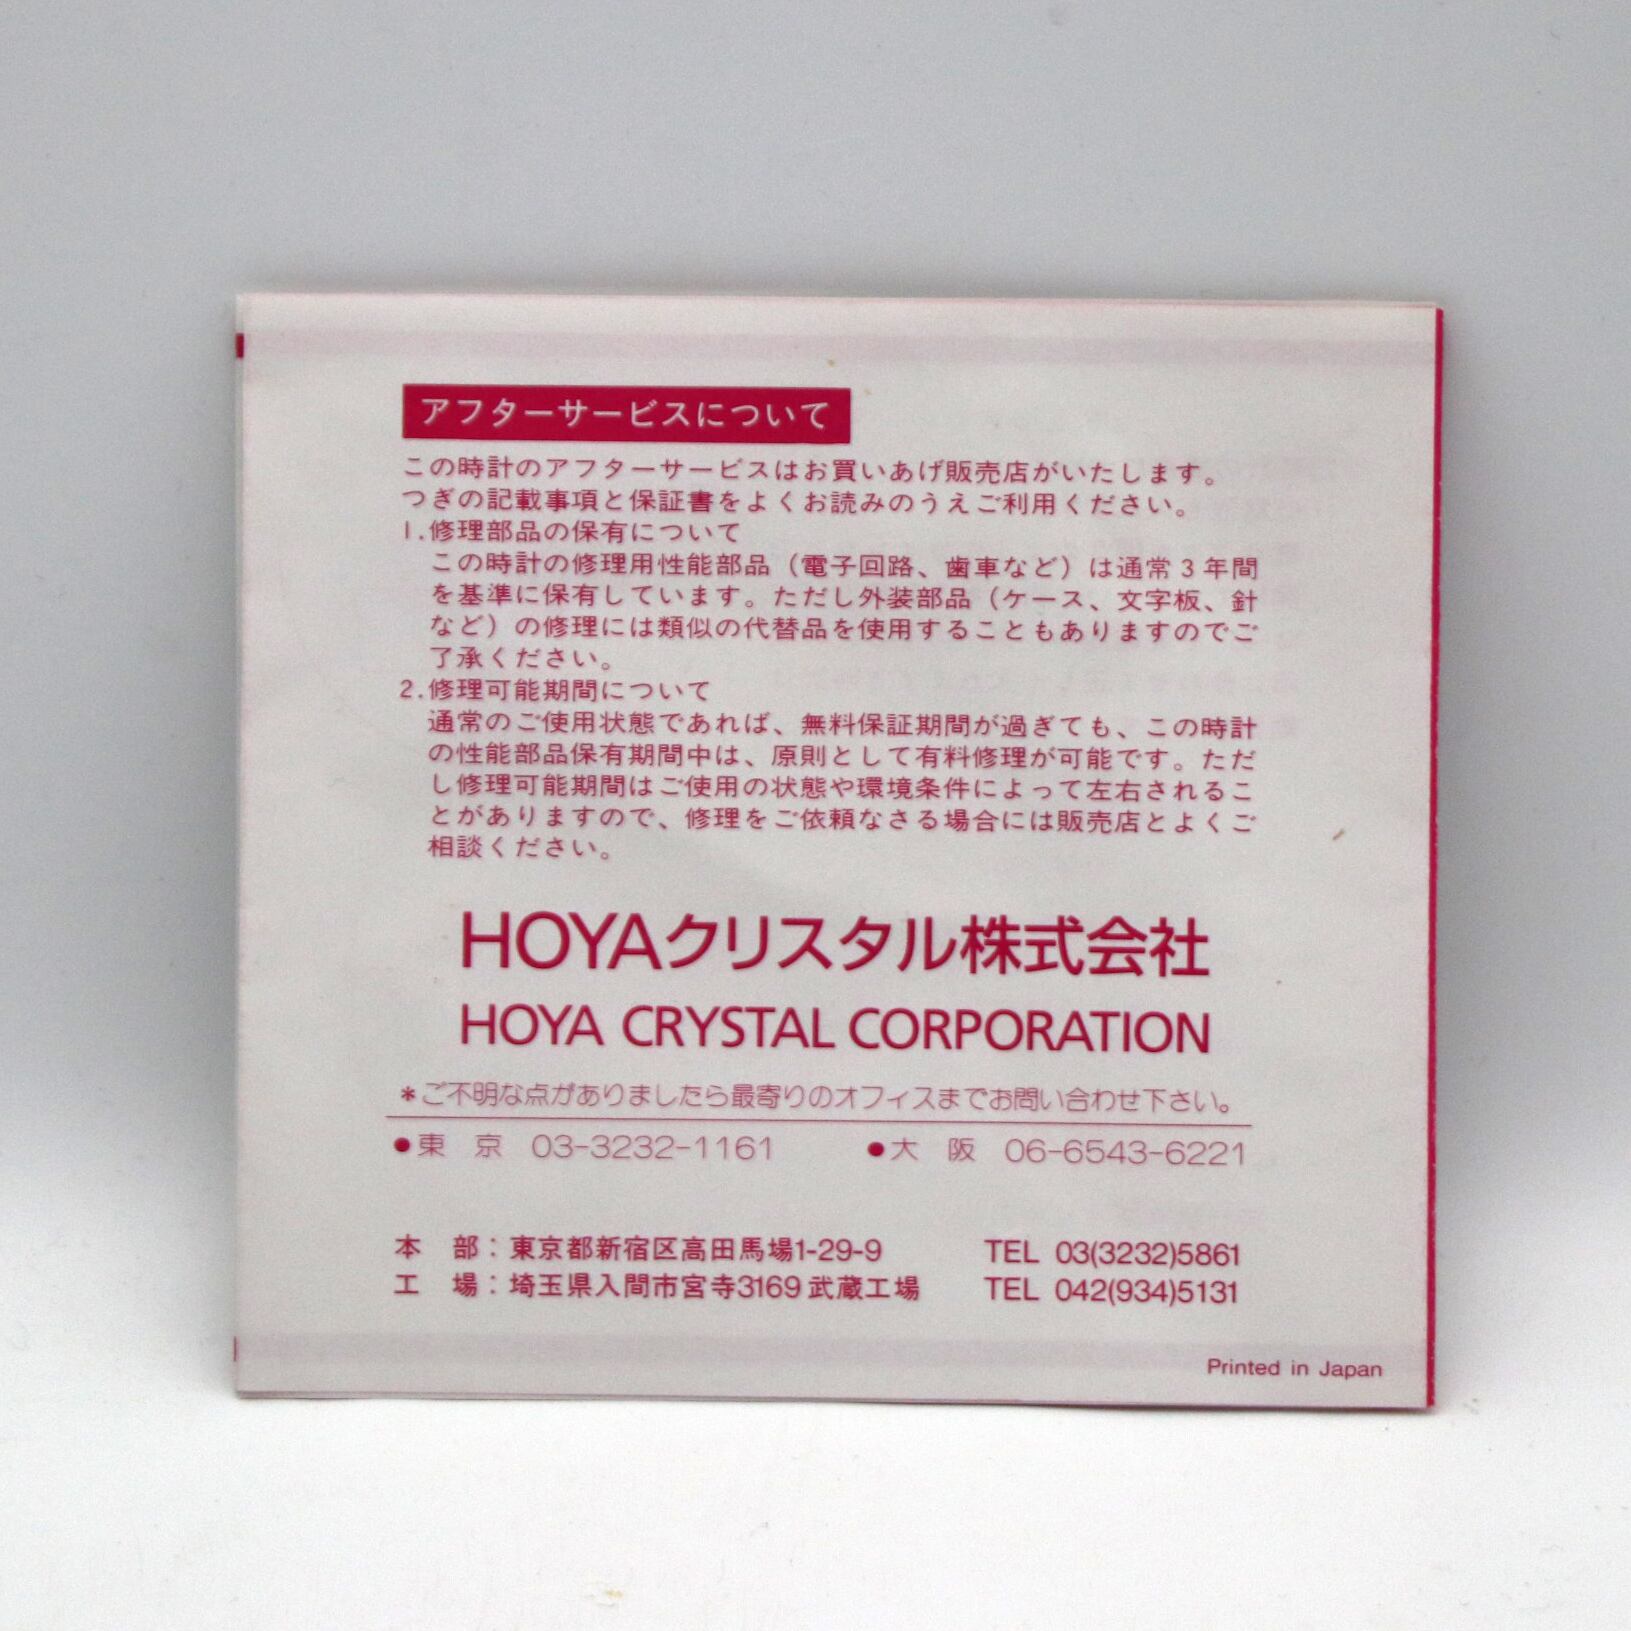 アフターサービスについて
この時計のアフターサービスはお買いあげ販売店がいたします。
つぎの記載事項と保証書をよくお読みのうえご利用ください。
1.修理部品の保有について
この時計の修理用性能部品（電子回路、歯車など）は通常3年間
を基準に保有しています。ただし外装部品（ケース、文字板、針
など）の修理には類似の代替品を使用することもありますのでご
了承ください。
2.修理可能期間について
通常のご使用状態であれば、無料保証期間が過ぎても、この時計
の性能部品保有期間中は、原則として有料修理が可能です。ただ
し修理可能期間はご使用の状態や環境条件によって左右されるこ
とがありますので、修理をご依頼なさる場合には販売店とよくご
相談ください。
HOYAクリスタル株式会社
HOYA CRYSTAL CORPORATION
*ご不明な点がありましたら最寄りのオフィスまでお問い合わせ下さい。
●東　京　03-3232-1161　●大　阪　06-6543-6221
本　部：東京都新宿区高田馬場1-29-9　TEL 03(3232)5861
工　場：埼玉県入間市宮寺3169 武蔵工場　TEL 042(934)5131
Printed in Japan